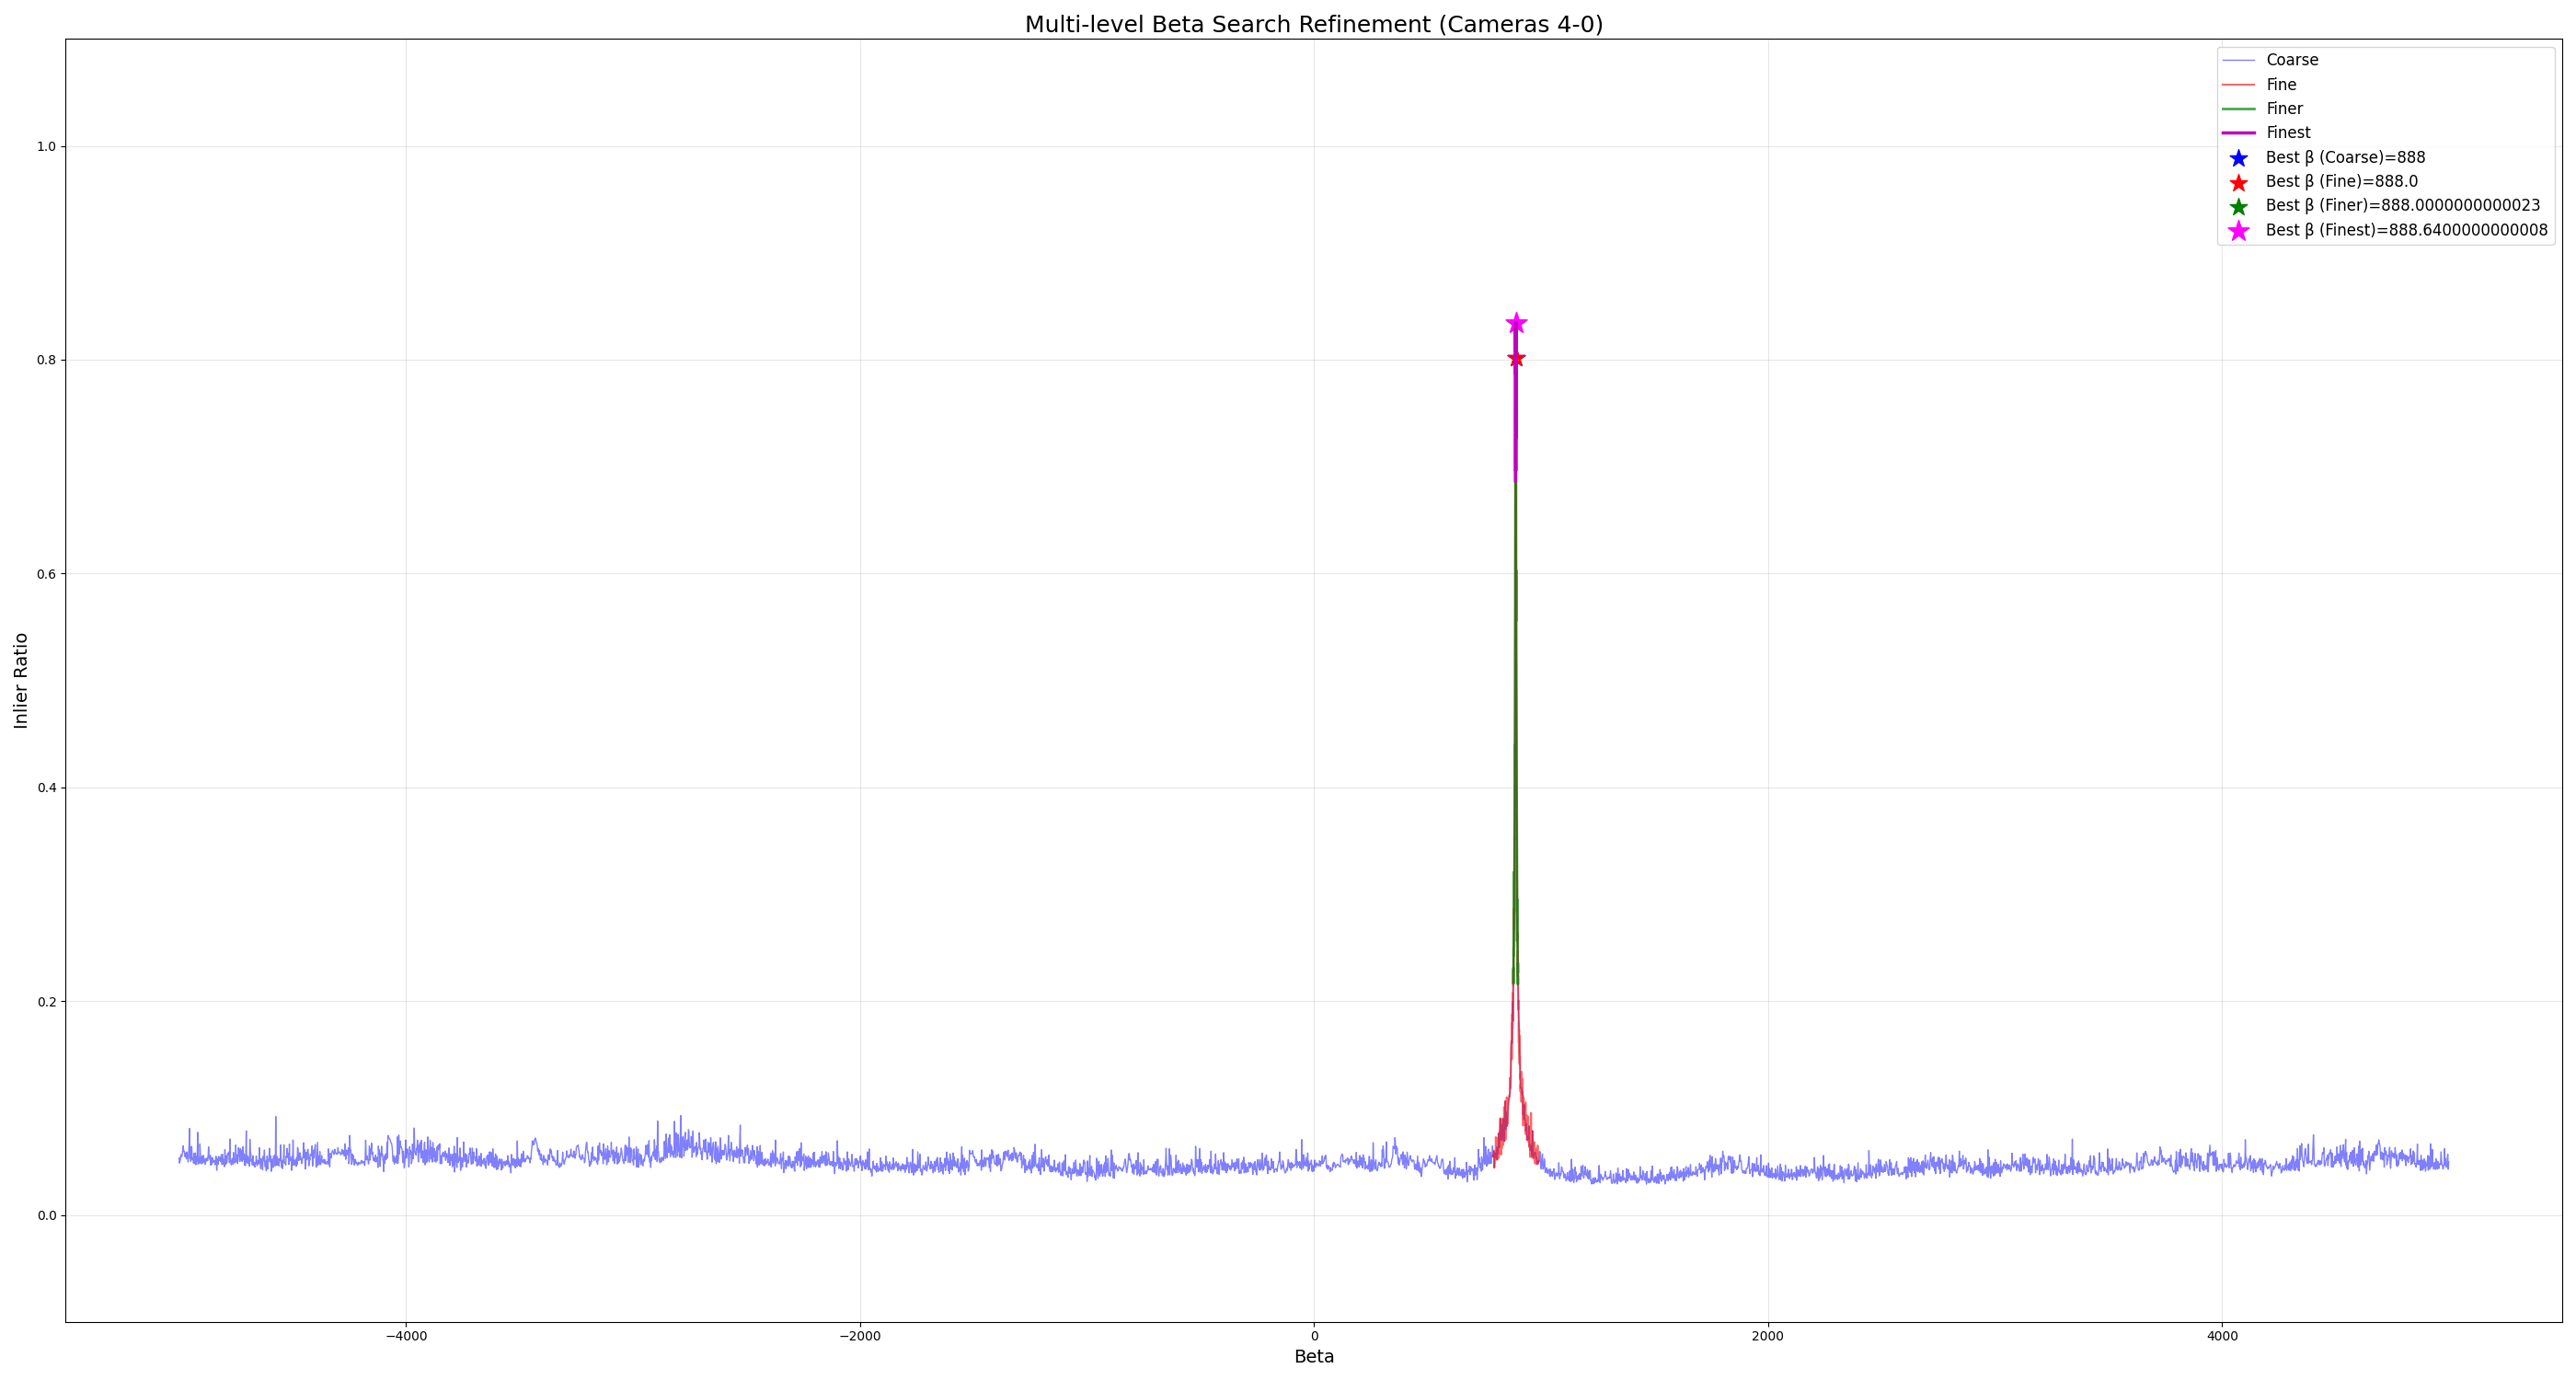 Multi-level Beta Search Refinement (Cameras 4-0)
Coarse
Fine
Finer
Finest
Best β (Coarse)=888
Best β (Fine)=888.0
Best β (Finer)=888.0000000000023
Best β (Finest)=888.6400000000008
1.0
0.8
0.6
0.4
0.2
0.0
Inlier Ratio
−4000
−2000
0
2000
4000
Beta